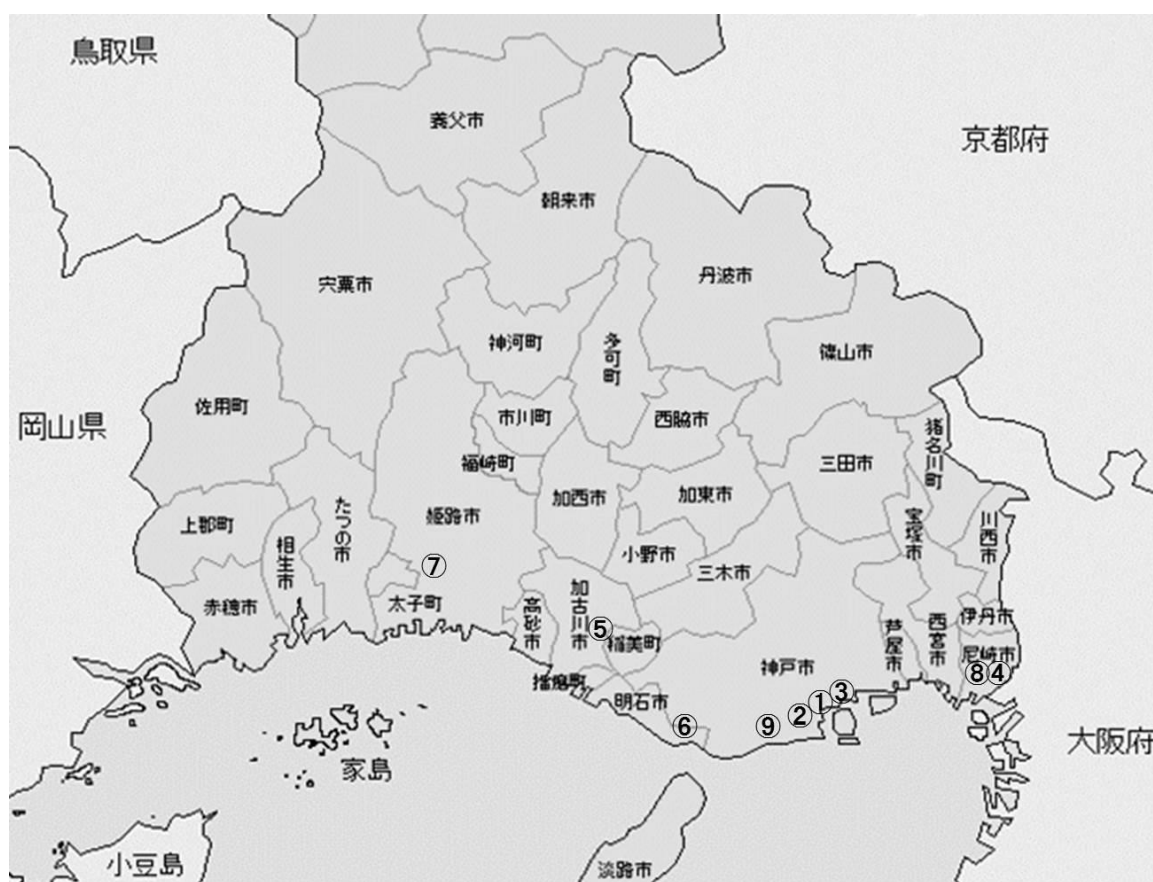 鳥取県
京都府
養父市
朝来市
丹波市
宍粟市
神河町
多可町
篠山市
佐用町
岡山県
市川町
西脇市
猪名川町
福崎町
三田市
加西市
加東市
姫路市
たつの市
上郡町
宝塚市
川西市
相生市
小野市
三木市
⑦
赤穂市
太子町
高砂市
加古川市
⑤
稲美町
芦屋市
西宮市
伊丹市
尼崎市
神戸市
⑧
④
播磨町
明石市
⑥
⑨
②
①
③
大阪府
家島
小豆島
淡路市